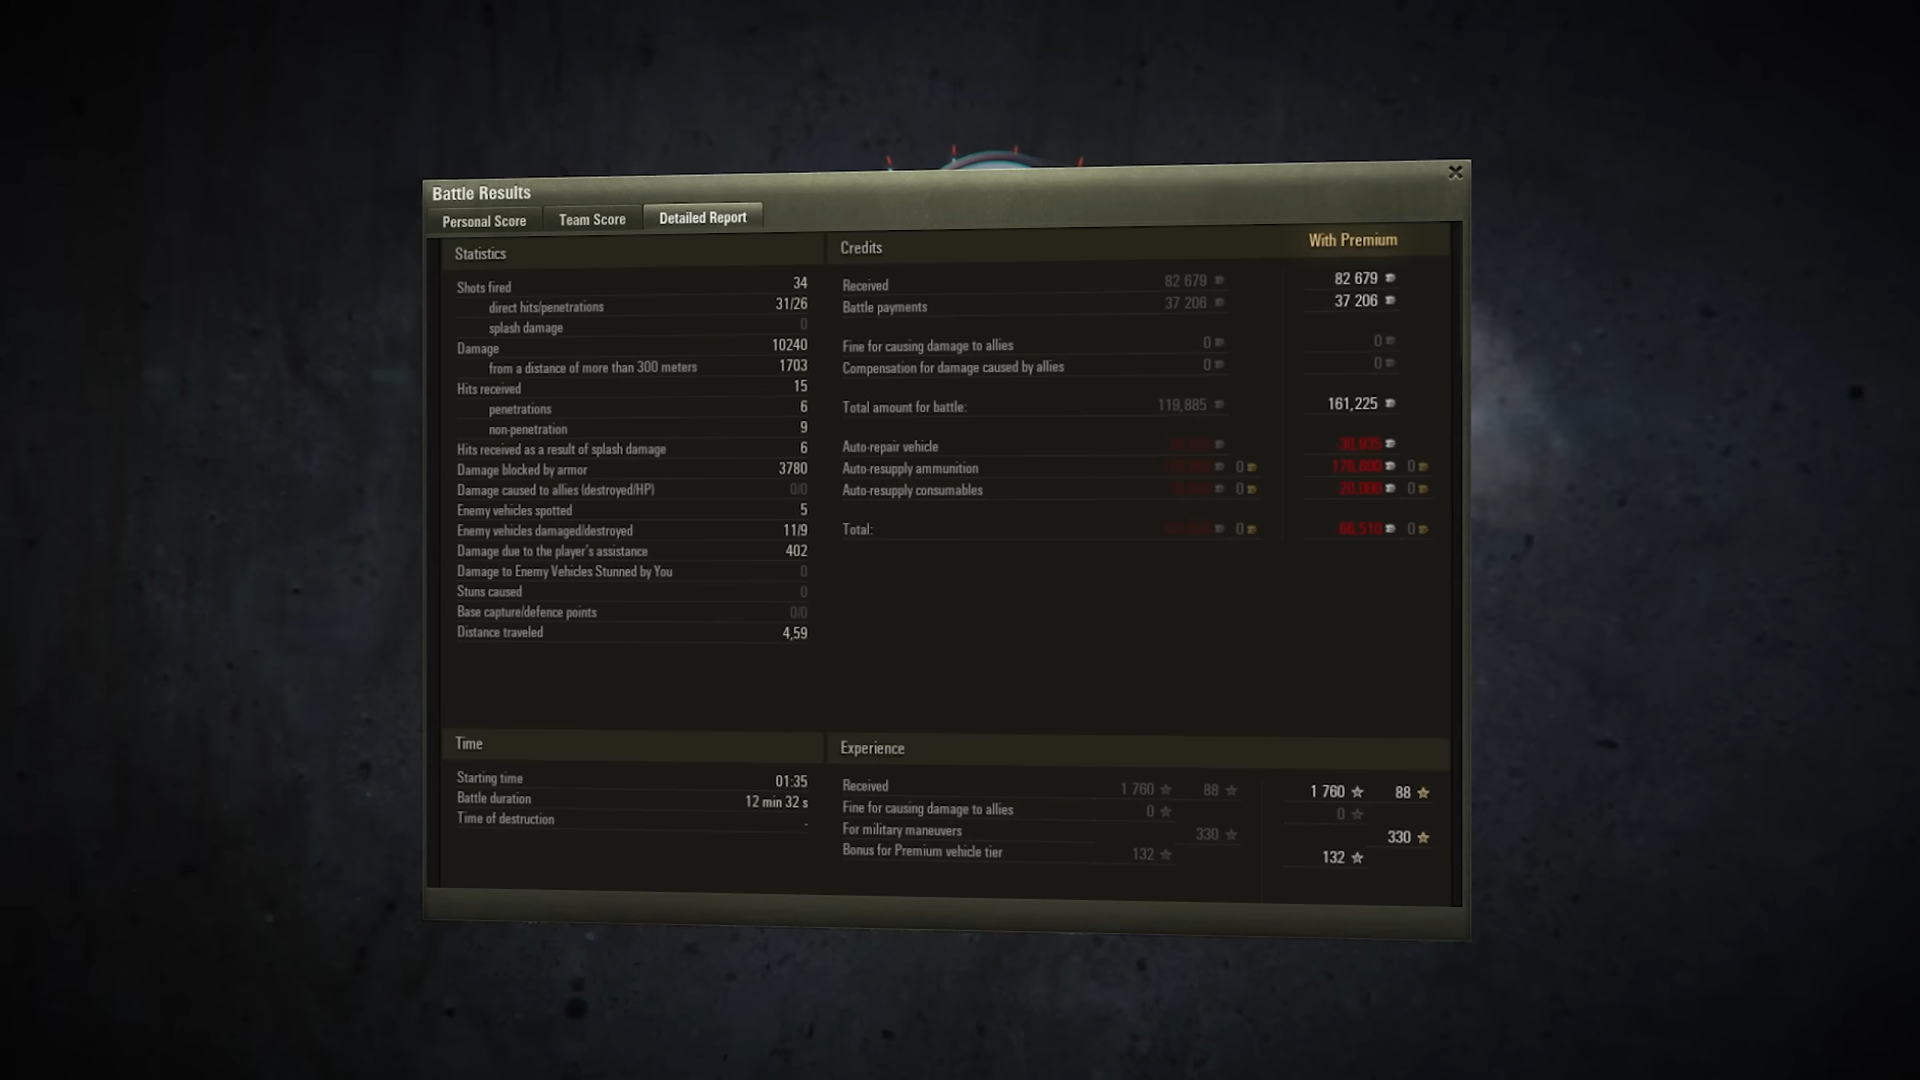 Battle Results
Personal Score Team Score Detailed Report
Statistics
Shots fired 34
direct hits/penetrations 31/26
splash damage 0
Damage 10240
from a distance of more than 300 meters 1703
Hits received 15
penetrations 6
non-penetration 9
Hits received as a result of splash damage 6
Damage blocked by armor 3780
Damage caused to allies (destroyed/HP) 0/0
Enemy vehicles spotted 5
Enemy vehicles damaged/destroyed 11/9
Damage due to the player's assistance 402
Damage to Enemy Vehicles Stunned by You 0
Stuns caused 0
Base capture/defence points 0/0
Distance traveled 4,59
Credits With Premium
Received 82 679 82 679
Battle payments 37 206 37 206
Fine for causing damage to allies 0 0
Compensation for damage caused by allies 0 0
Total amount for battle: 119,885 161,225
Auto-repair vehicle 30,935
Auto-resupply ammunition 0 0
Auto-resupply consumables 0 20,000 0
Total: 0 66,510 0
Time
Starting time 01:35
Battle duration 12 min 32 s
Time of destruction -
Experience
Received 1 760 88 1 760 88
Fine for causing damage to allies 0 0
For military maneuvers 330 330
Bonus for Premium vehicle tier 132 132